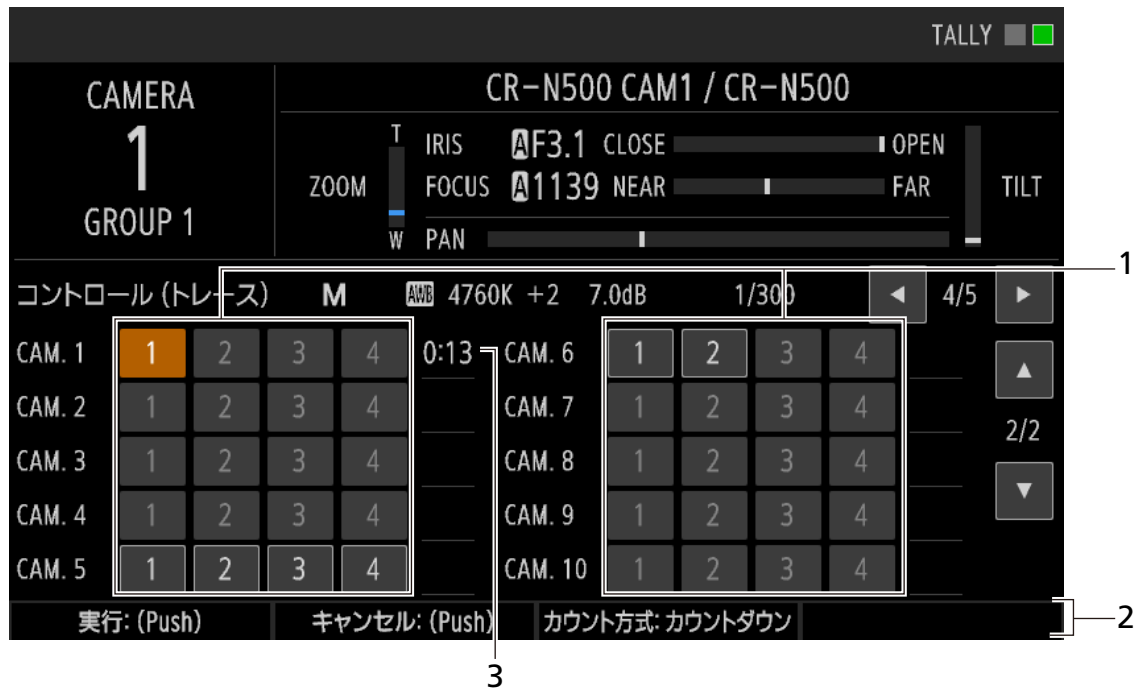 TALLY
CAMERA
1
GROUP 1
CR-N500 CAM1 / CR-N500
ZOOM
T
W
IRIS A F3.1 CLOSE OPEN
FOCUS A 1139 NEAR FAR
PAN
TILT
コントロール (トレース) M AWB 4760K +2 7.0dB 1/300 ◀ 4/5 ▶
1
CAM. 1 1 2 3 4 0:13 CAM. 6 1 2 3 4 ▲
CAM. 2 1 2 3 4 CAM. 7 1 2 3 4
2/2
CAM. 3 1 2 3 4 CAM. 8 1 2 3 4
CAM. 4 1 2 3 4 CAM. 9 1 2 3 4 ▼
CAM. 5 1 2 3 4 CAM. 10 1 2 3 4
実行: (Push) キャンセル: (Push) カウント方式: カウントダウン
2
3